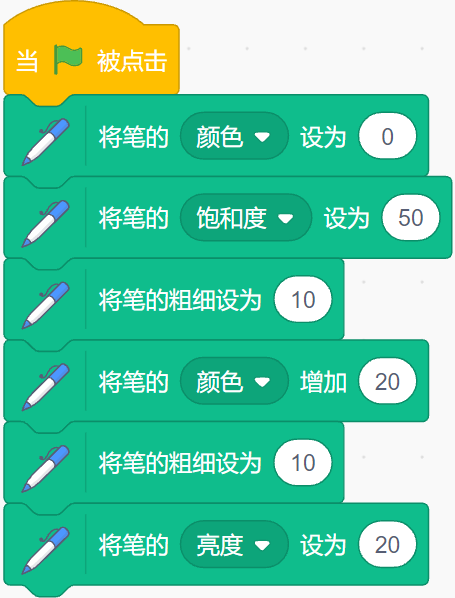 当 被点击
将笔的 颜色 设为 0
将笔的 饱和度 设为 50
将笔的粗细设为 10
将笔的 颜色 增加 20
将笔的粗细设为 10
将笔的 亮度 设为 20